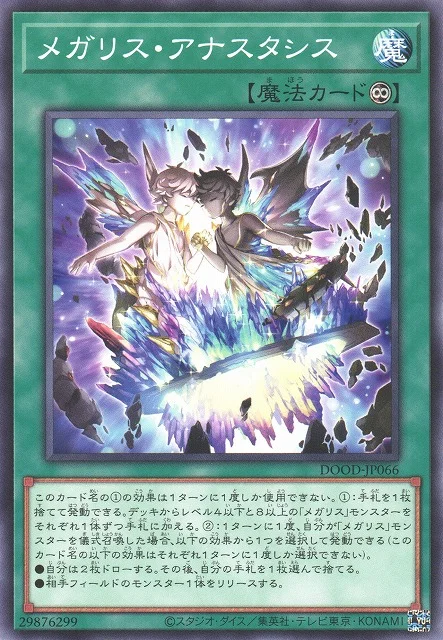 メガリス・アナスタシス
魔
【魔法カード】
DOOD-JP066
このカード名の①の効果は1ターンに1度しか使用できない。①:手札を1枚
捨てて発動できる。デッキからレベル4以下と8以上の「メガリス」モンスターを
それぞれ1体ずつ手札に加える。②:1ターンに1度、自分が「メガリス」モン
スターを儀式召喚した場合、以下の効果から1つを選択して発動できる(この
カード名の以下の効果はそれぞれ1ターンに1度しか選択できない)。
●自分は2枚ドローする。その後、自分の手札を1枚選んで捨てる。
●相手フィールドのモンスター1体をリリースする。
29876299
©スタジオ・ダイス/集英社・テレビ東京・KONAMI